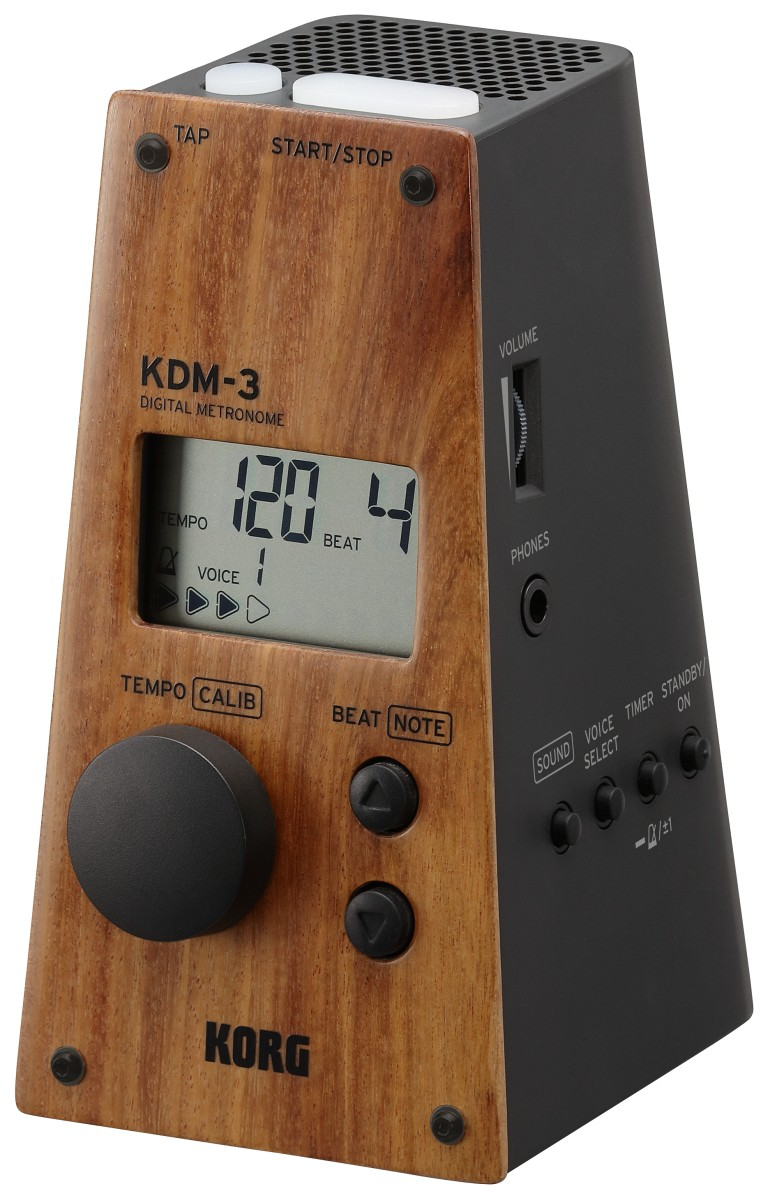 TAP
START/STOP
KDM-3
DIGITAL METRONOME
TEMPO 120 BEAT 4
VOICE 1
TEMPO CALIB
BEAT NOTE
KORG
VOLUME
PHONES
SOUND
VOICE
SELECT
TIMER
STANDBY/
ON
/±1